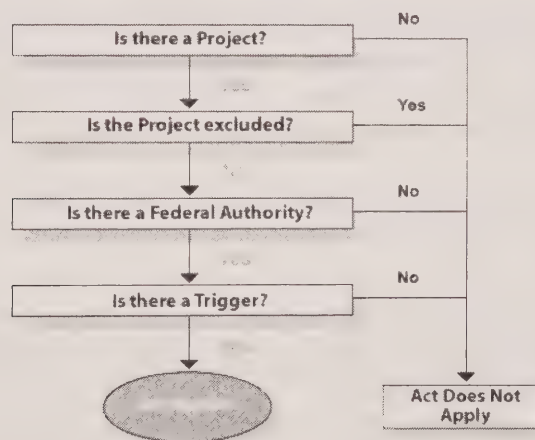 No
Is there a Project?
Yes
Is the Project excluded?
No
Is there a Federal Authority?
No
Is there a Trigger?
Act Does Not
Apply